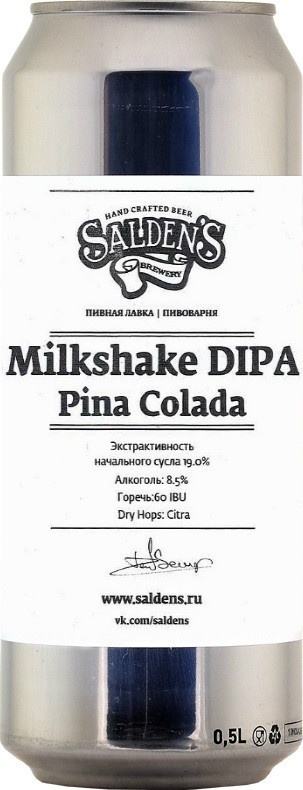 HAND CRAFTED BEER
SALDEN'S
BREWERY
ПИВНАЯ ЛАВКА | ПИВОВАРНЯ
Milkshake DIPA
Pina Colada
Экстрактивность
начального сусла 19.0%
Алкоголь: 8.5%
Горечь:60 IBU
Dry Hops: Citra
www.saldens.ru
vk.com/saldens
0,5L